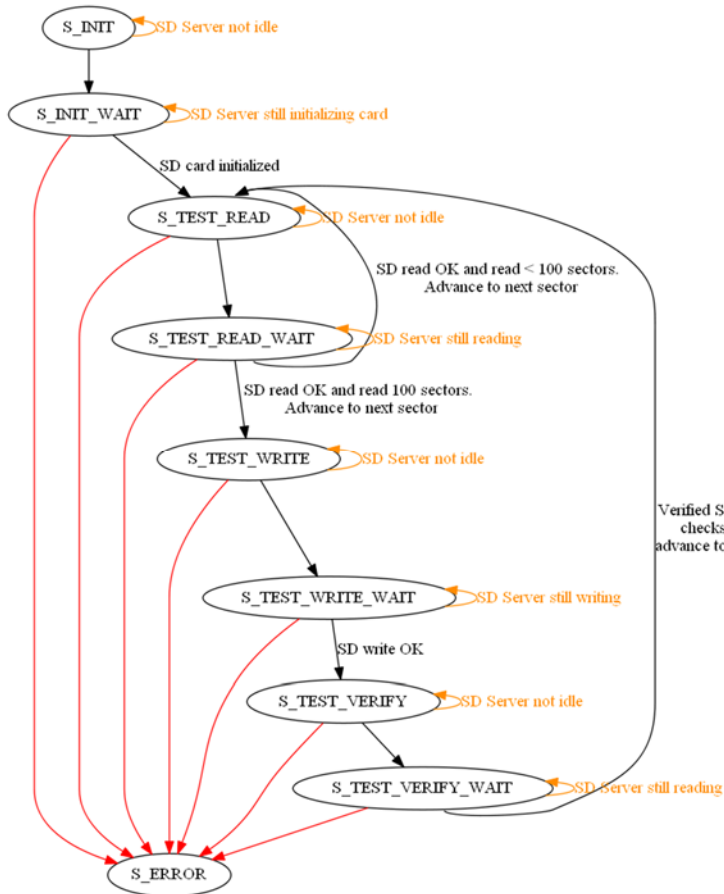 S_INIT
SD Server not idle
S_INIT_WAIT
SD Server still initializing card
SD card initialized
S_TEST_READ
SD Server not idle
SD read OK and read < 100 sectors.
Advance to next sector
S_TEST_READ_WAIT
SD Server still reading
SD read OK and read 100 sectors.
Advance to next sector
S_TEST_WRITE
SD Server not idle
Verified S
checks
advance to
S_TEST_WRITE_WAIT
SD Server still writing
SD write OK
S_TEST_VERIFY
SD Server not idle
S_TEST_VERIFY_WAIT
SD Server still reading
S_ERROR